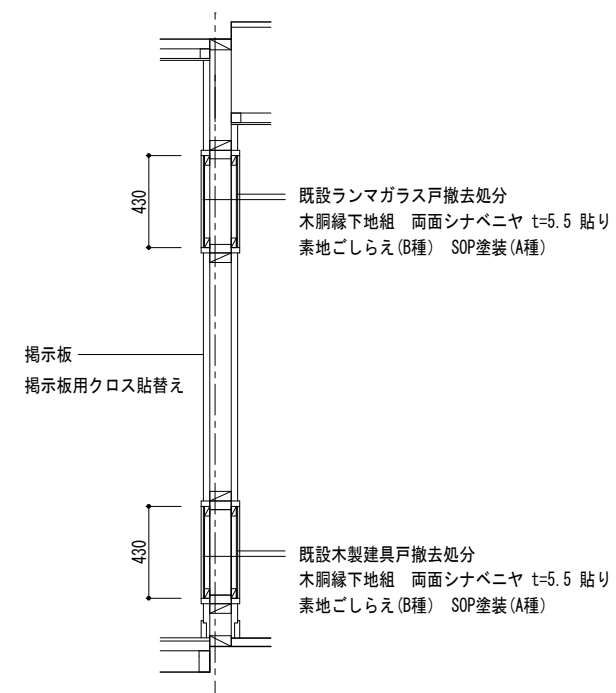 430
既設ランマガラス戸撤去処分
木胴縁下地組　両面シナベニヤ t=5.5 貼り
素地ごしらえ(B種)　SOP塗装(A種)
掲示板
掲示板用クロス貼替え
430
既設木製建具戸撤去処分
木胴縁下地組　両面シナベニヤ t=5.5 貼り
素地ごしらえ(B種)　SOP塗装(A種)